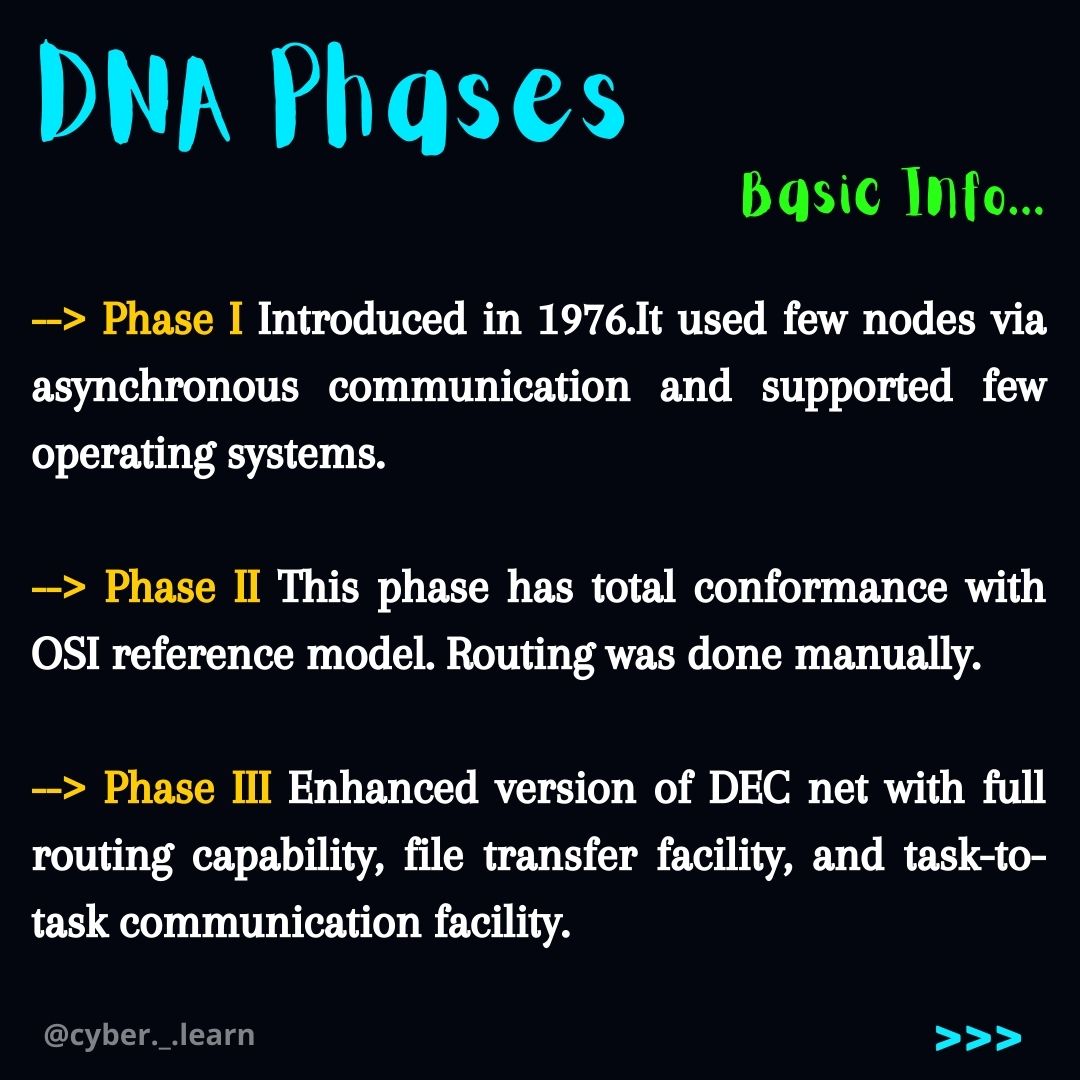 DNA Phases
Basic Info...
--> Phase I Introduced in 1976.It used few nodes via
asynchronous communication and supported few
operating systems.
--> Phase II This phase has total conformance with
OSI reference model. Routing was done manually.
--> Phase III Enhanced version of DEC net with full
routing capability, file transfer facility, and task-to-
task communication facility.
@cyber._.learn
>>>